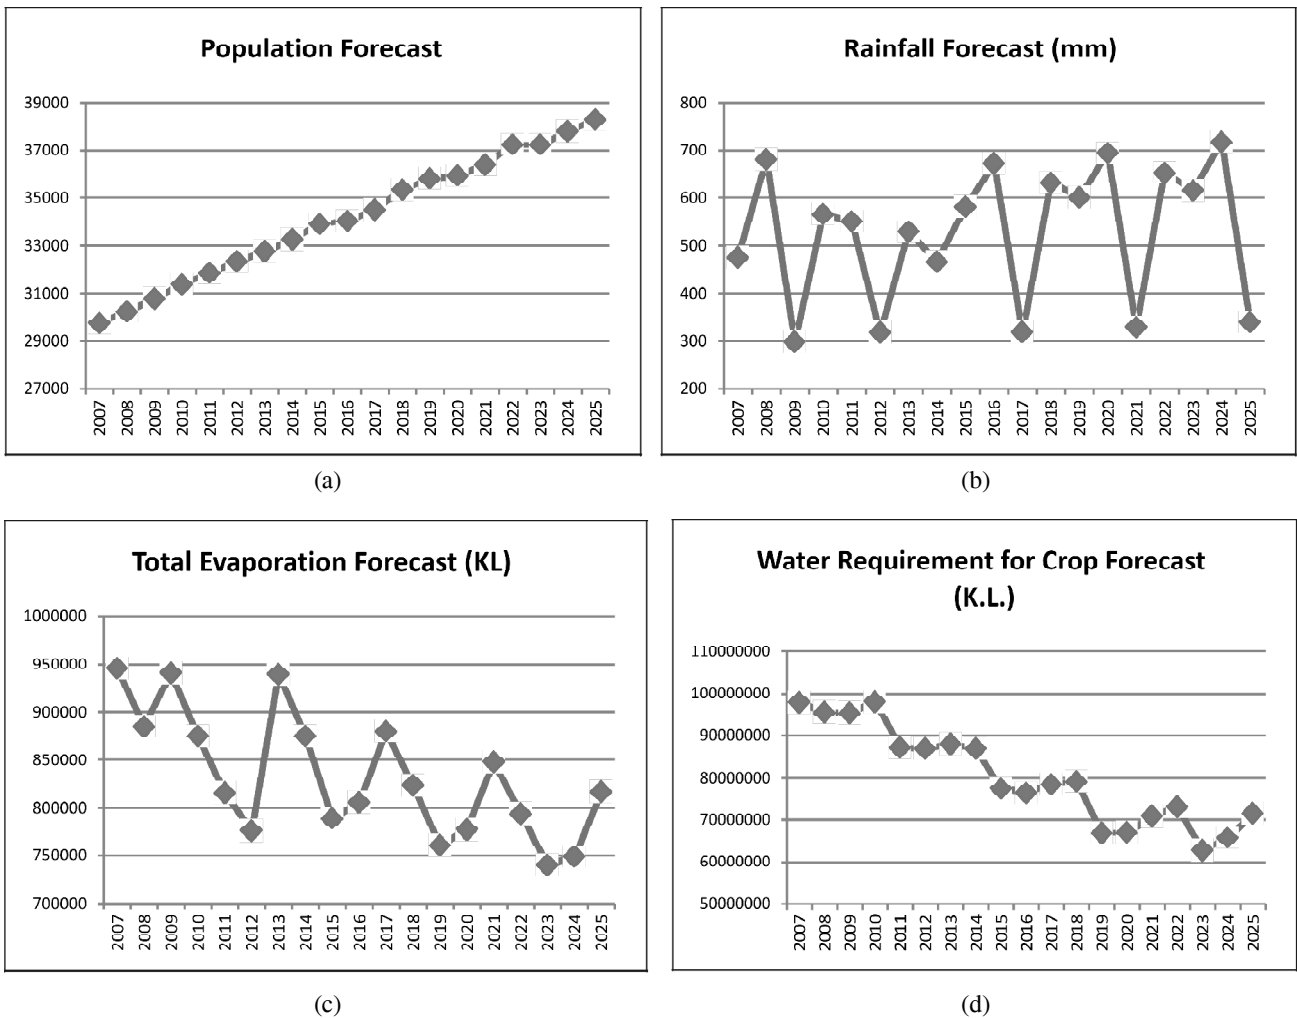 Population Forecast
39000
37000
35000
33000
31000
29000
27000
2007 2008 2009 2010 2011 2012 2013 2014 2015 2016 2017 2018 2019 2020 2021 2022 2023 2024 2025
(a)
Rainfall Forecast (mm)
800
700
600
500
400
300
200
2007 2008 2009 2010 2011 2012 2013 2014 2015 2016 2017 2018 2019 2020 2021 2022 2023 2024 2025
(b)
Total Evaporation Forecast (KL)
1000000
950000
900000
850000
800000
750000
700000
2007 2008 2009 2010 2011 2012 2013 2014 2015 2016 2017 2018 2019 2020 2021 2022 2023 2024 2025
(c)
Water Requirement for Crop Forecast
(K.L.)
110000000
100000000
90000000
80000000
70000000
60000000
50000000
2007 2008 2009 2010 2011 2012 2013 2014 2015 2016 2017 2018 2019 2020 2021 2022 2023 2024 2025
(d)